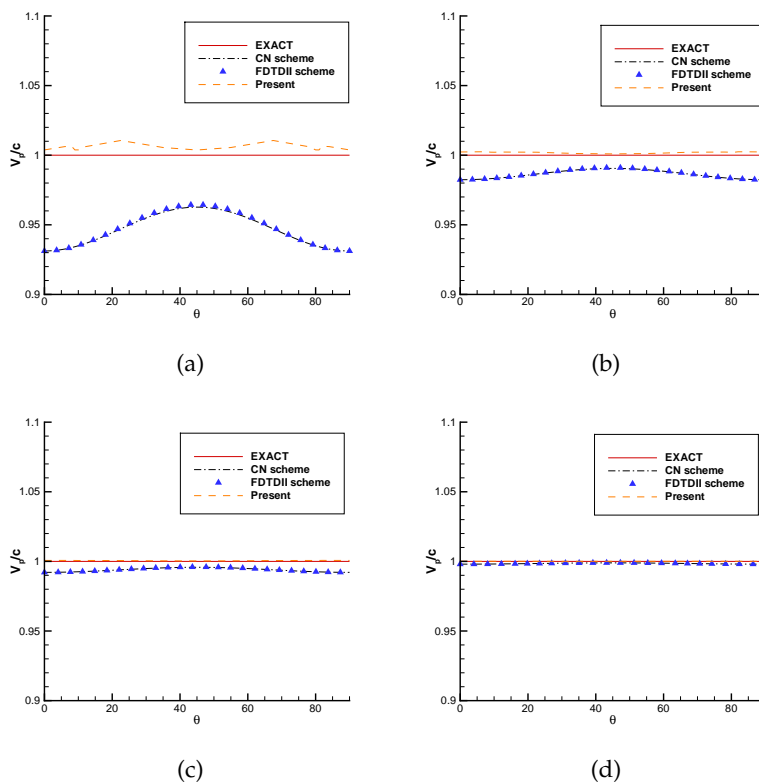 1.1
1.05
1
0.95
0.9
Vp/c
0 20 40 60 80
θ
EXACT
CN scheme
FDTDII scheme
Present
(a)
1.1
1.05
1
0.95
0.9
Vp/c
0 20 40 60 80
θ
EXACT
CN scheme
FDTDII scheme
Present
(b)
1.1
1.05
1
0.95
0.9
Vp/c
0 20 40 60 80
θ
EXACT
CN scheme
FDTDII scheme
Present
(c)
1.1
1.05
1
0.95
0.9
Vp/c
0 20 40 60 80
θ
EXACT
CN scheme
FDTDII scheme
Present
(d)